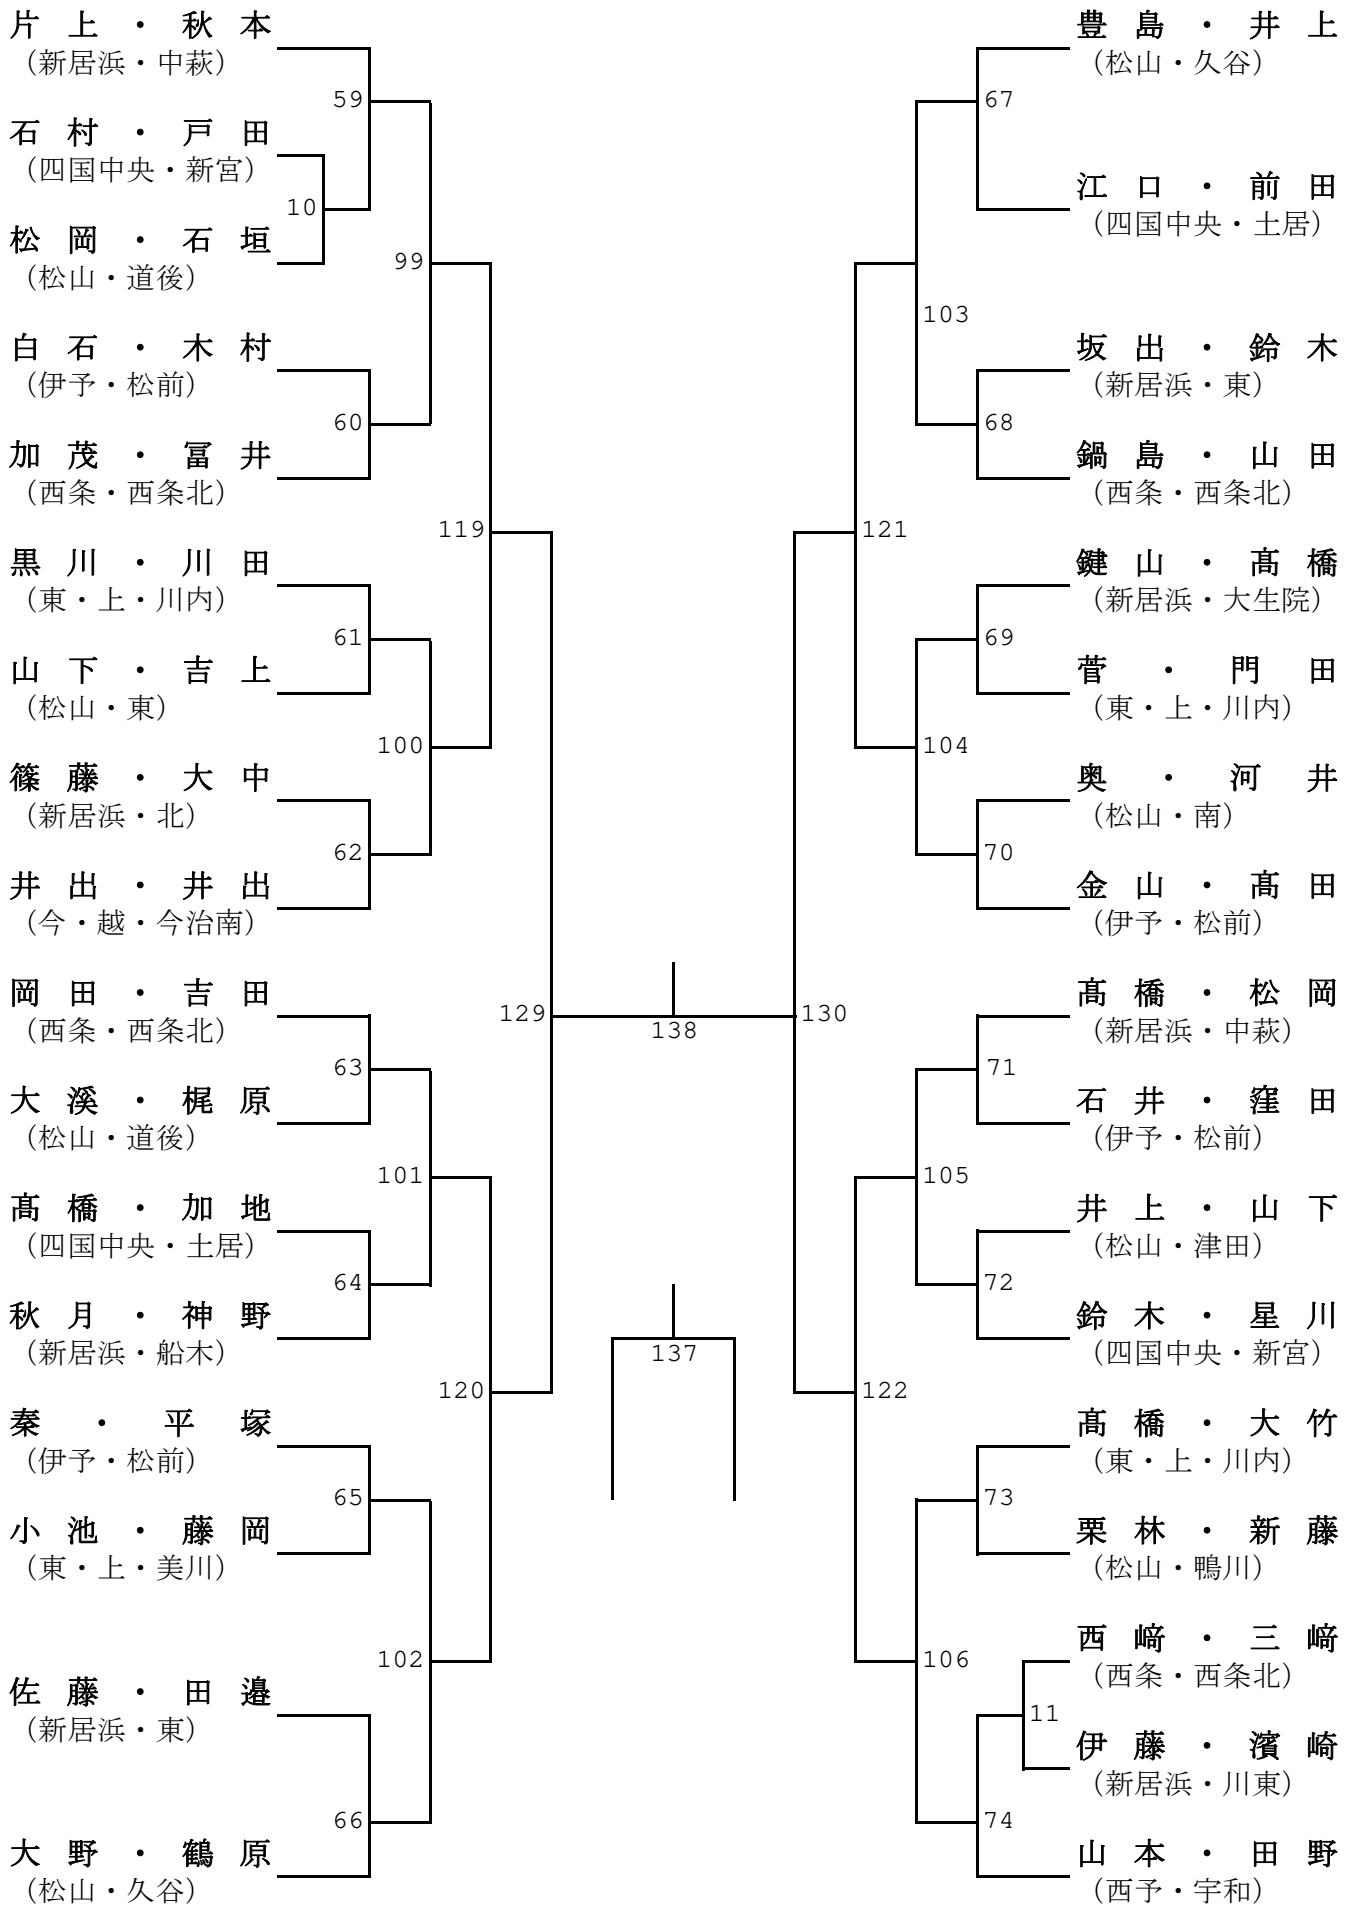 片上・秋本
（新居浜・中萩）
59
石村・戸田
（四国中央・新宮）
10
松岡・石垣
（松山・道後）
99
白石・木村
（伊予・松前）
60
加茂・冨井
（西条・西条北）
119
黒川・川田
（東・上・川内）
61
山下・吉上
（松山・東）
100
篠藤・大中
（新居浜・北）
62
井出・井出
（今・越・今治南）
岡田・吉田
（西条・西条北）
129
63
大溪・梶原
（松山・道後）
101
髙橋・加地
（四国中央・土居）
64
秋月・神野
（新居浜・船木）
120
秦・平塚
（伊予・松前）
65
小池・藤岡
（東・上・美川）
102
佐藤・田邉
（新居浜・東）
66
大野・鶴原
（松山・久谷）
138
137
豊島・井上
（松山・久谷）
67
江口・前田
（四国中央・土居）
103
坂出・鈴木
（新居浜・東）
68
鍋島・山田
（西条・西条北）
121
鍵山・髙橋
（新居浜・大生院）
69
菅・門田
（東・上・川内）
104
奥・河井
（松山・南）
70
金山・髙田
（伊予・松前）
髙橋・松岡
（新居浜・中萩）
130
71
石井・窪田
（伊予・松前）
105
井上・山下
（松山・津田）
72
鈴木・星川
（四国中央・新宮）
122
髙橋・大竹
（東・上・川内）
73
栗林・新藤
（松山・鴨川）
106
西﨑・三﨑
（西条・西条北）
11
伊藤・濱崎
（新居浜・川東）
74
山本・田野
（西予・宇和）